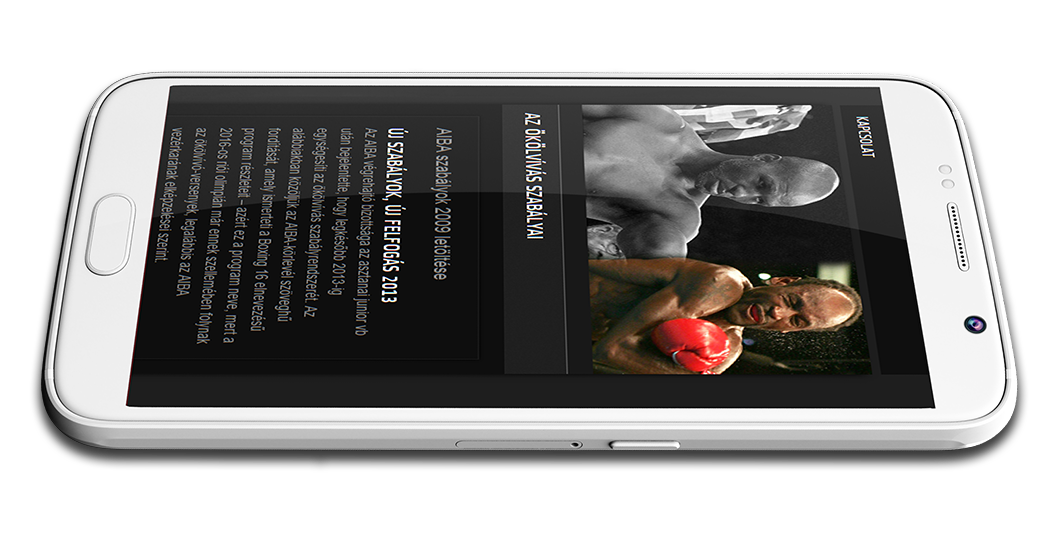 KAPCSOLAT
AZ ÖKÖLVÍVÁS SZABÁLYAI
AIBA szabályok 2009 letöltése
ÚJ SZABÁLYOK, ÚJ FELFOGÁS 2013
Az AIBA végrehajtó bizottsága az asztanai junior vb
után bejelentette, hogy legkésőbb 2013-ig
egységesíti az ökölvívás szabályrendszerét. Az
alábbiakban közöljük az AIBA-körlevél szöveghű
fordítását, amely ismerteti a Boxing 16 elnevezésű
program részleteit – azért ez a program neve, mert a
2016-os riói olimpián már ennek szellemében folynak
az ökölvívó-versenyek, legalábbis az AIBA
vezérkarának elképzelései szerint.